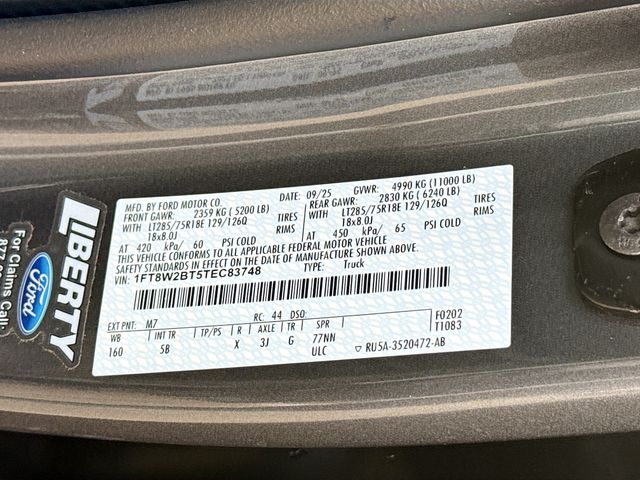 MFD. BY FORD MOTOR CO.
DATE: 09/25 GVWR: 4990 KG (11000 LB)
FRONT GAWR: 2359 KG ( 5200 LB)
REAR GAWR: 2830 KG ( 6240 LB)
WITH LT285/75R18E 129/126Q TIRES
WITH LT285/75R18E 129/126Q TIRES
18x8.0J RIMS
18x8.0J RIMS
AT 420 kPa/ 60 PSI COLD
AT 450 kPa/ 65 PSI COLD
THIS VEHICLE CONFORMS TO ALL APPLICABLE FEDERAL MOTOR VEHICLE
SAFETY STANDARDS IN EFFECT ON THE DATE OF MANUFACTURE SHOWN ABOVE.
VIN: 1FT8W2BT5TEC83748
TYPE: Truck
F0202
T1083
EXT PNT: M7 RC: 44 DSO:
WB INT TR TP/PS R AXLE TR SPR
160 5B X 3J G 77NN
ULC ▽ RU5A-3520472-AB
LIBERTY
Ford
For Claims Call: